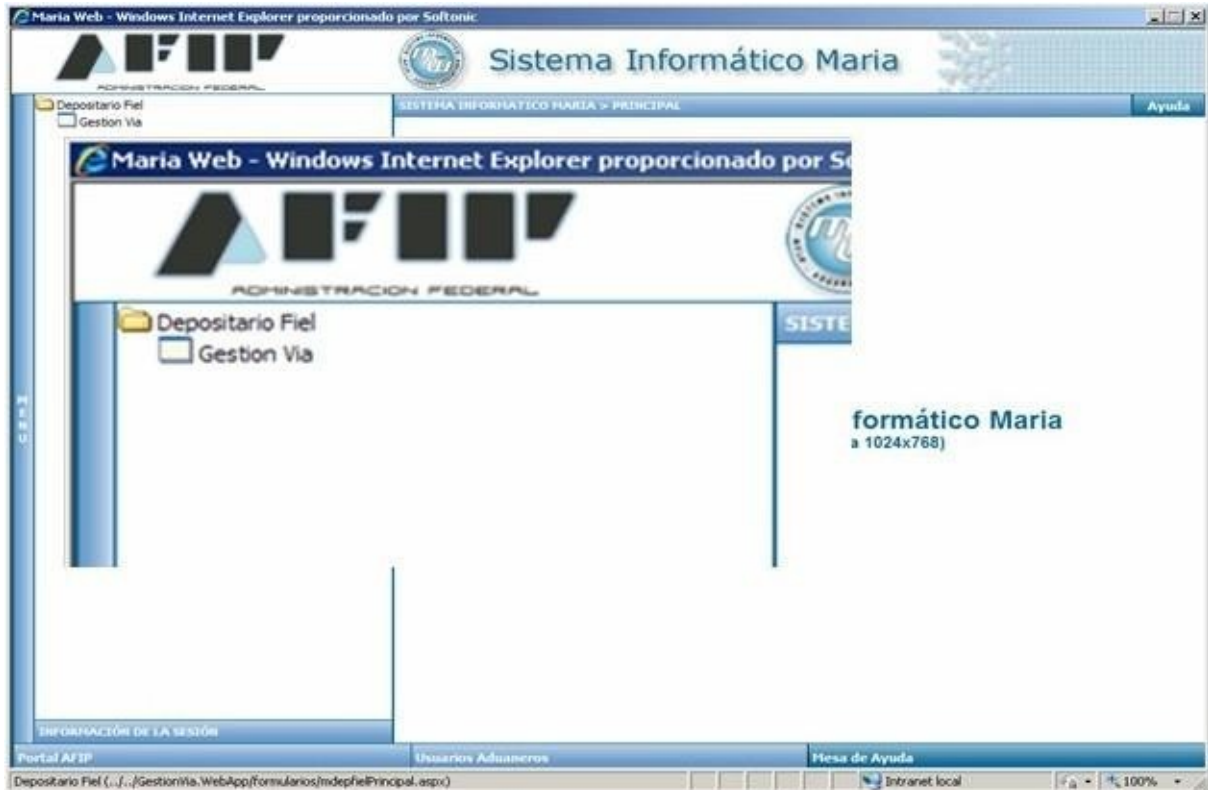 Maria Web - Windows Internet Explorer proporcionado por Softonic
AFIP
ADMINISTRACION FEDERAL
Sistema Informático Maria
Depositario Fiel
Gestion Via
SISTEMA INFORMATICO MARIA > PRINCIPAL
Ayuda
Maria Web - Windows Internet Explorer proporcionado por So
AFIP
ADMINISTRACION FEDERAL
Depositario Fiel
Gestion Via
SISTE
MENU
formático Maria
a 1024x768)
INFORMACIÓN DE LA SESIÓN
Portal AFIP
Usuarios Aduaneros
Mesa de Ayuda
Depositario Fiel (../../GestionVia.WebApp/formularios/mdepfielPrincipal.aspx)
Intranet local
100%